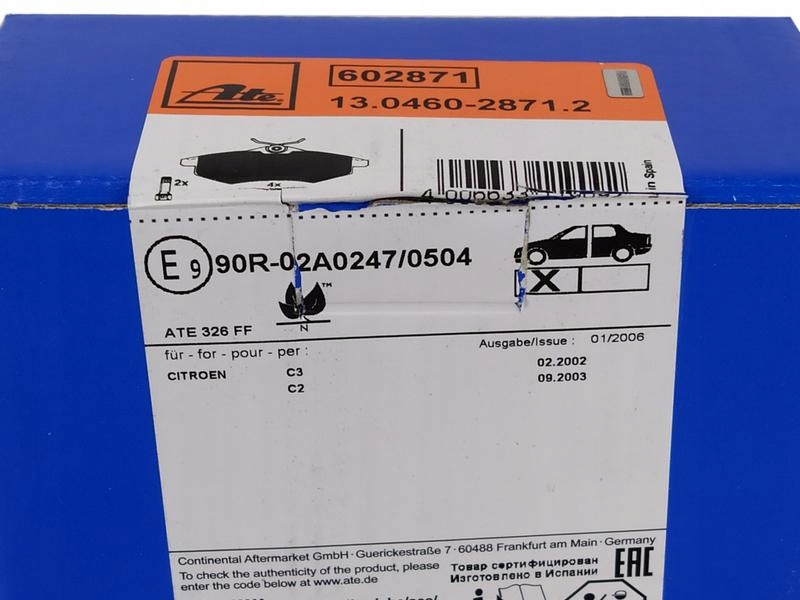 Ate
602871
13.0460-2871.2
2x
4x
in Spain
E 9 90R-02A0247/0504
X
TM
N
ATE 326 FF
Ausgabe/Issue : 01/2006
für - for - pour - per :
CITROEN C3 02.2002
C2 09.2003
Continental Aftermarket GmbH · Guerickestraße 7 · 60488 Frankfurt am Main · Germany
To check the authenticity of the product, please
enter the code below at www.ate.de
Товар сертифицирован
Изготовлено в Испании
EAC